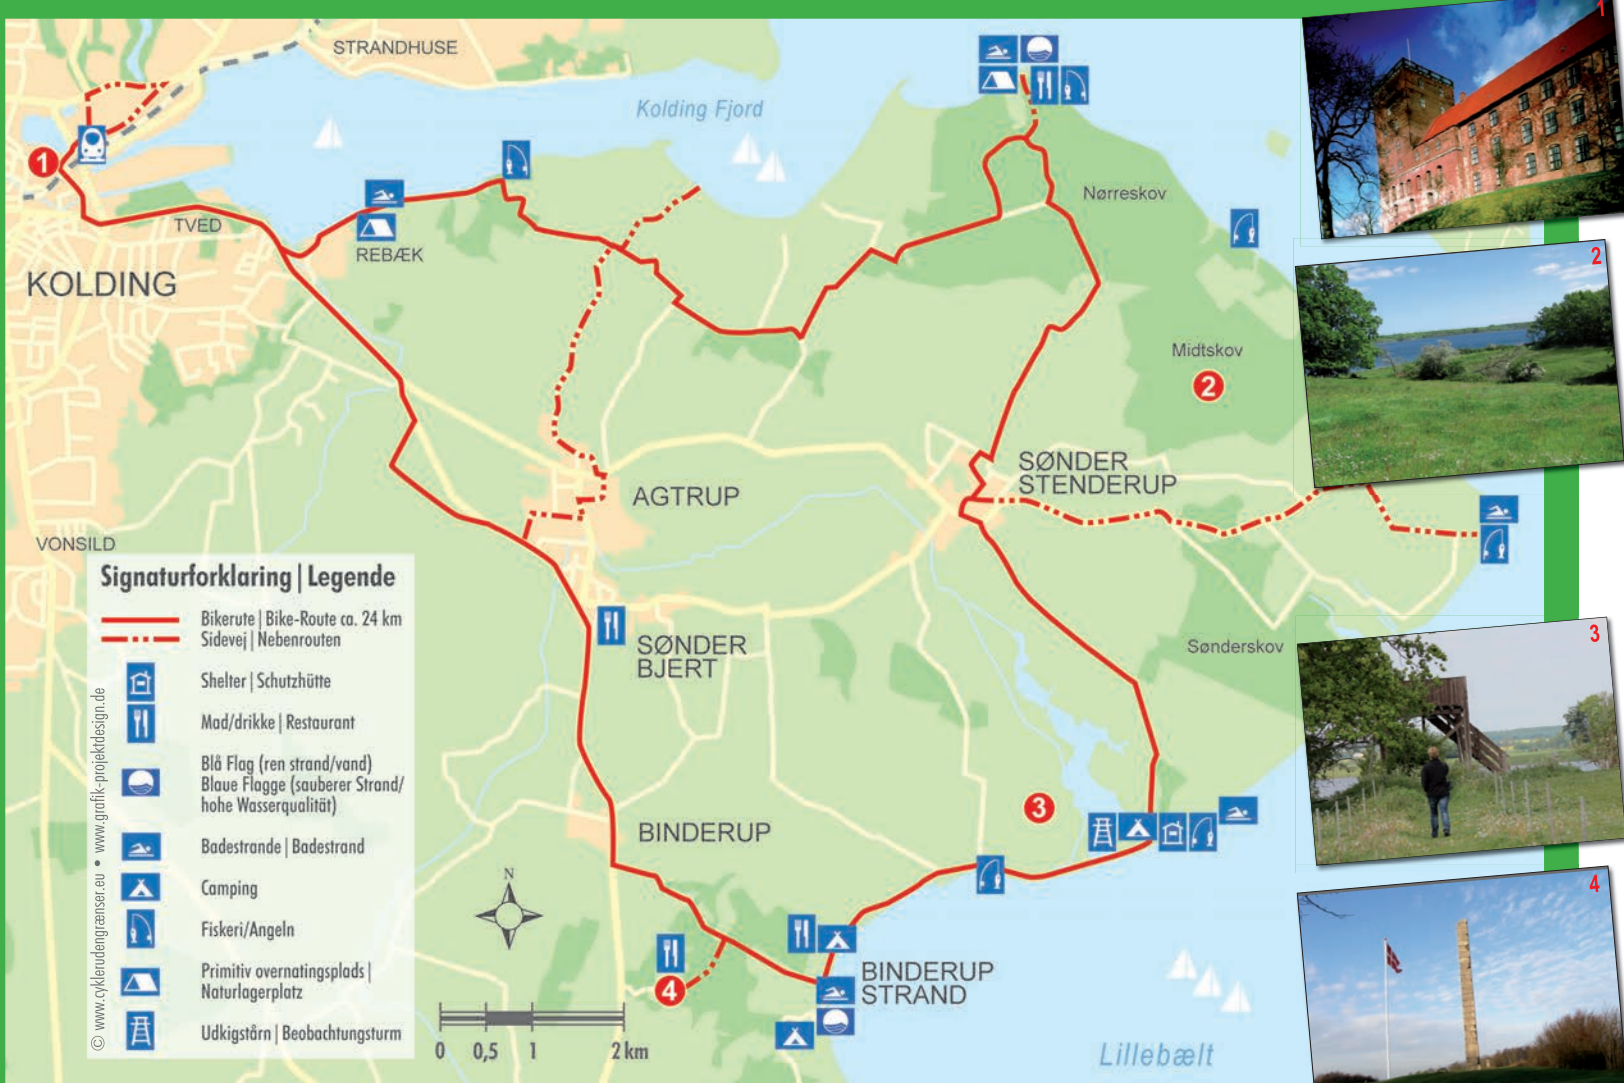 STRANDHUSE
Kolding Fjord
1
1
TVED
REBÆK
Nørreskov
KOLDING
2
Midtskov
2
SØNDER
STENDERUP
AGTRUP
VONSILD
Signaturforklaring | Legende
Bikerute | Bike-Route ca. 24 km
Sidevej | Nebenrouten
Shelter | Schutzhütte
Mad/drikke | Restaurant
Blå Flag (ren strand/vand)
Blaue Flagge (sauberer Strand/
hohe Wasserqualität)
Badestrande | Badestrand
Camping
Fiskeri/Angeln
Primitiv overnatingsplads |
Naturlagerplatz
Udkigstårn | Beobachtungsturm
© www.cyklerudengrænser.eu • www.grafik-projektdesign.de
SØNDER
BJERT
Sønderskov
3
3
BINDERUP
N
4
4
BINDERUP
STRAND
0 0,5 1 2 km
Lillebælt